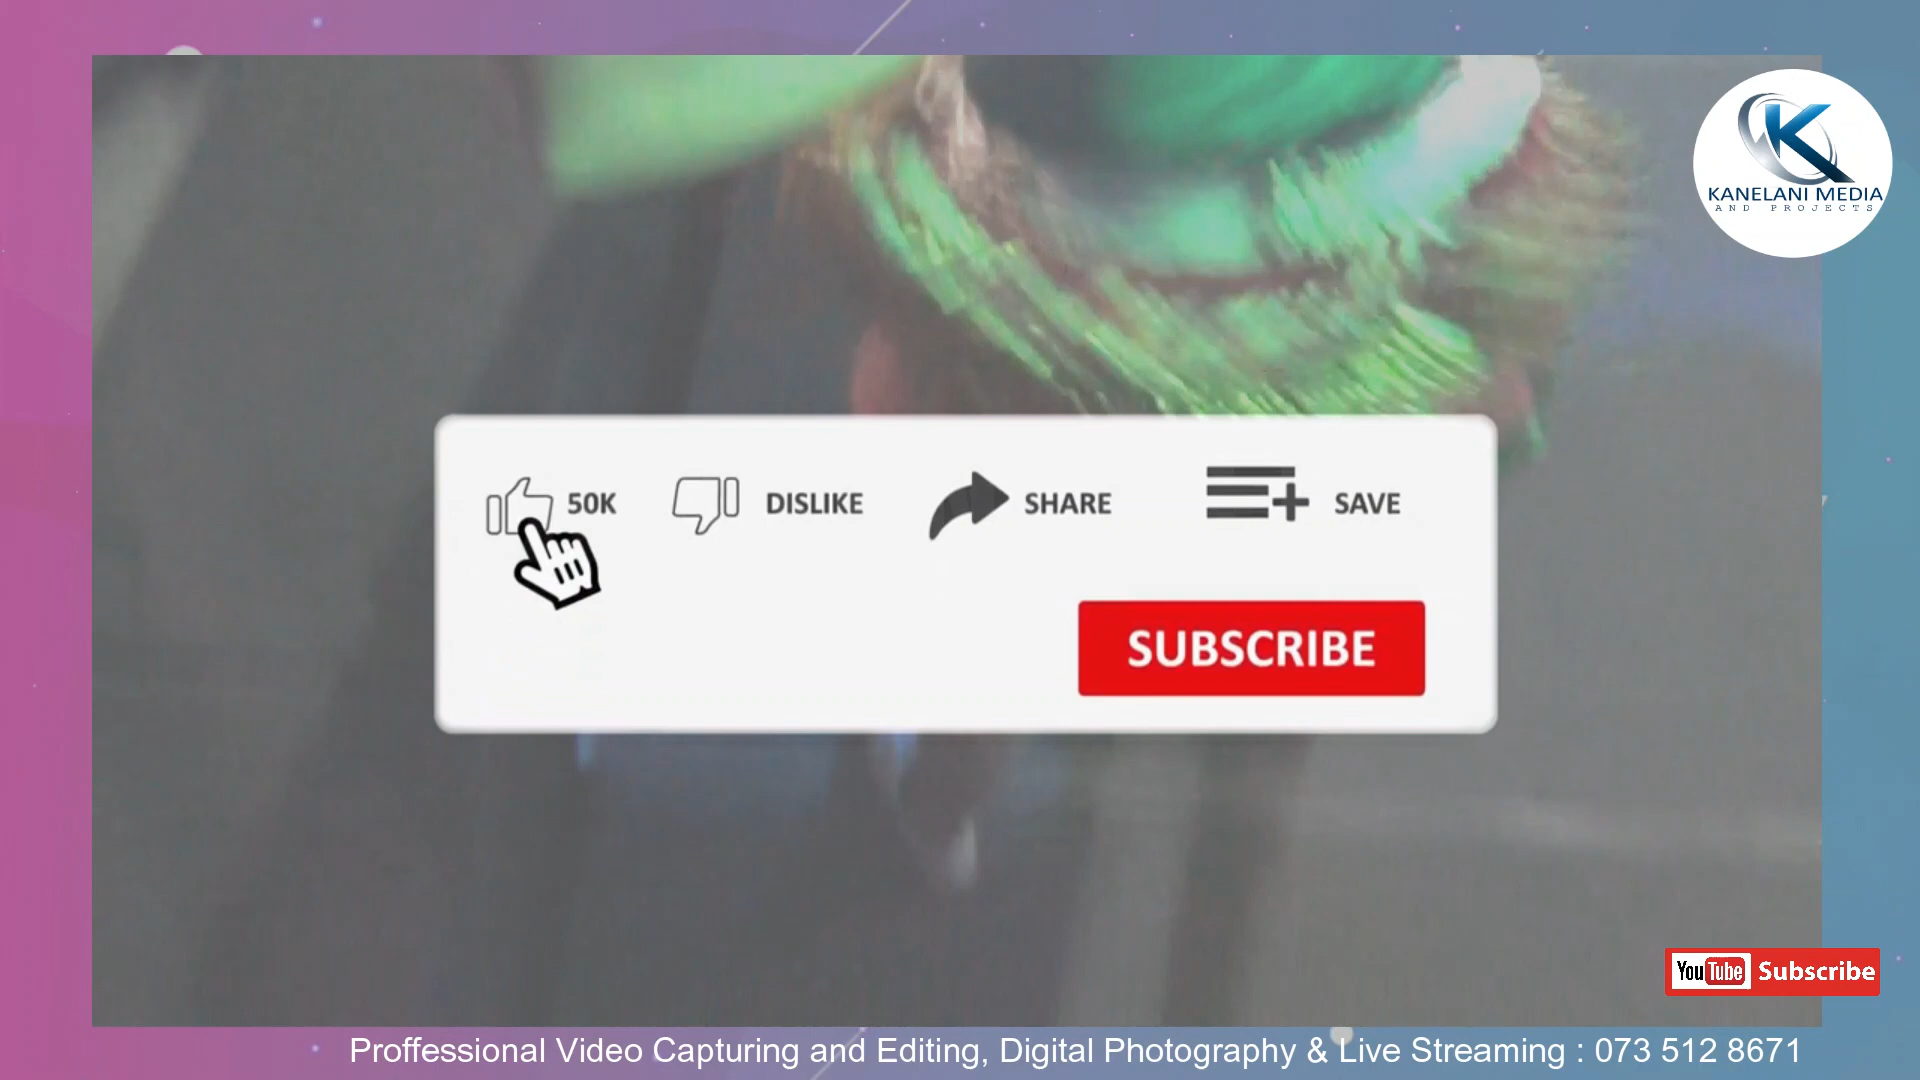 KANELANI MEDIA
AND PROJECTS
50K DISLIKE SHARE SAVE
SUBSCRIBE
YouTube Subscribe
Proffessional Video Capturing and Editing, Digital Photography & Live Streaming : 073 512 8671